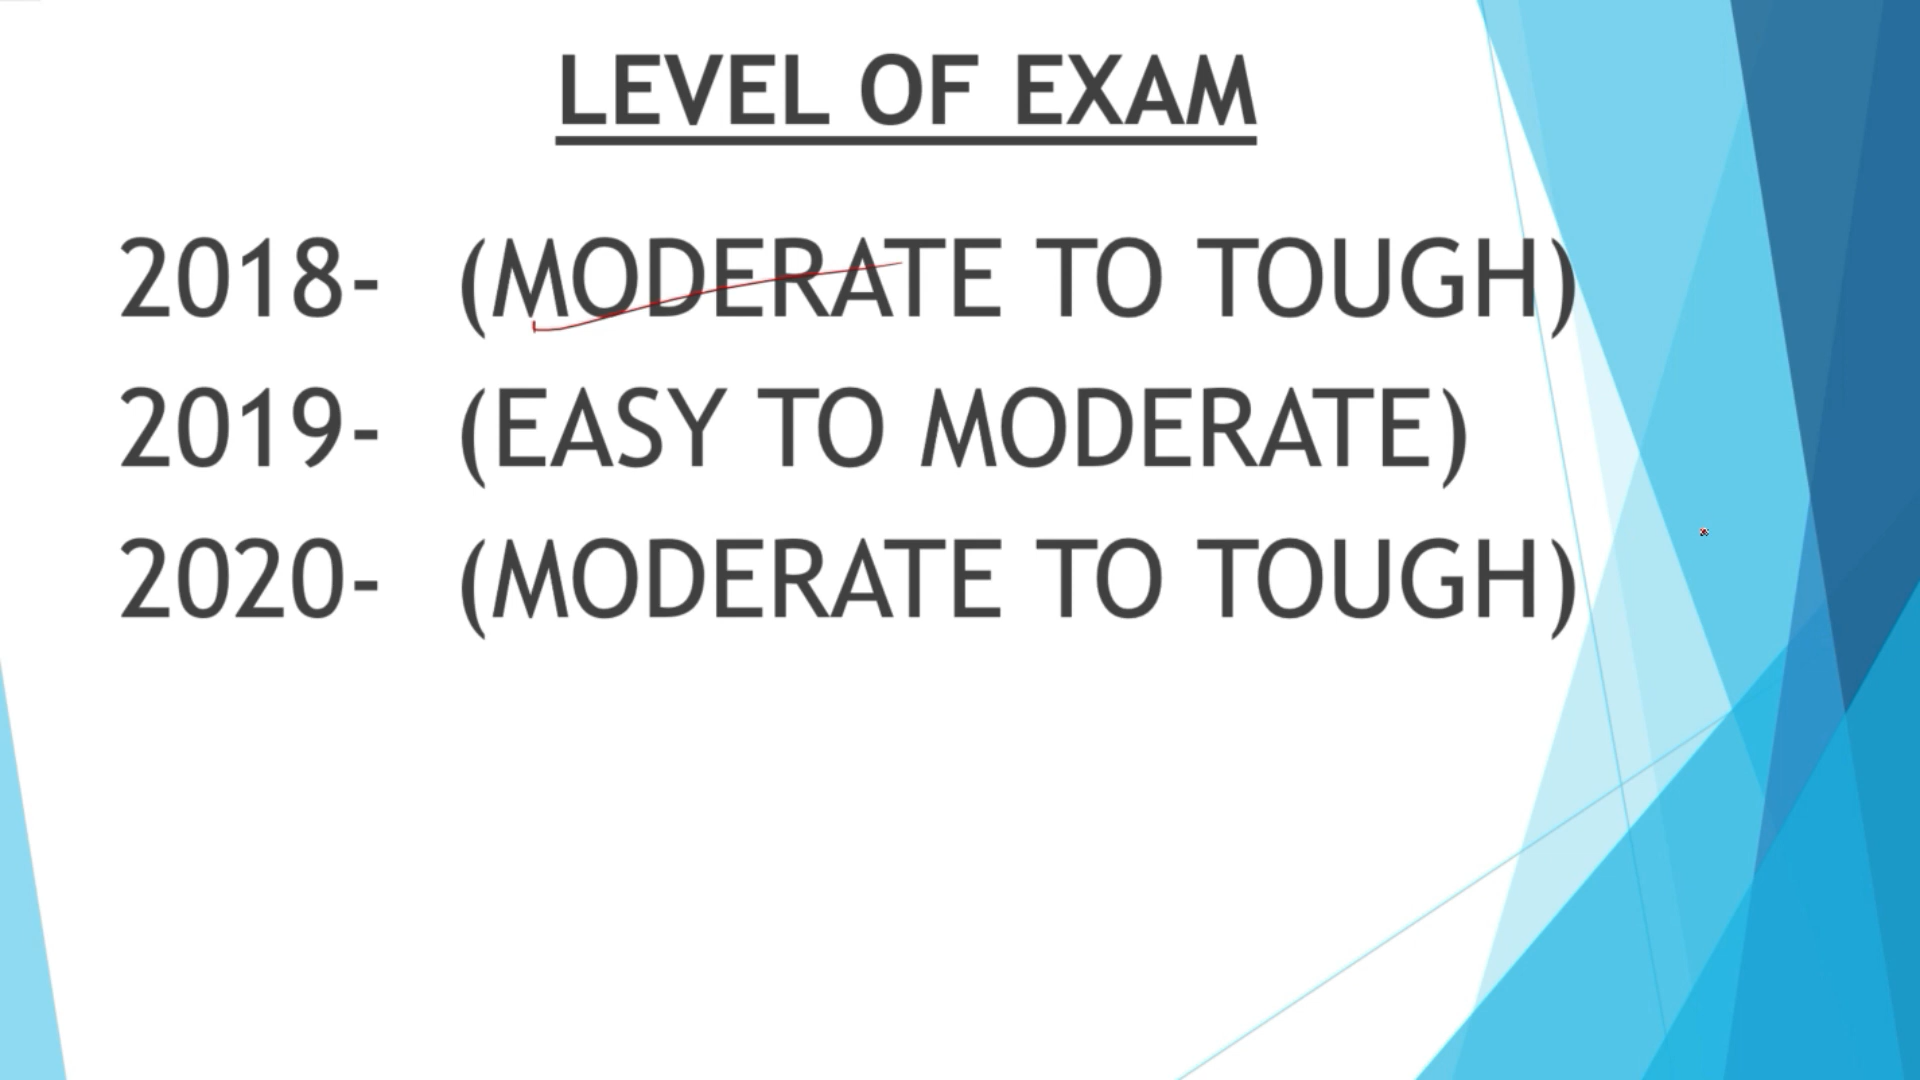 LEVEL OF EXAM
2018- (MODERATE TO TOUGH)
2019- (EASY TO MODERATE)
2020- (MODERATE TO TOUGH)